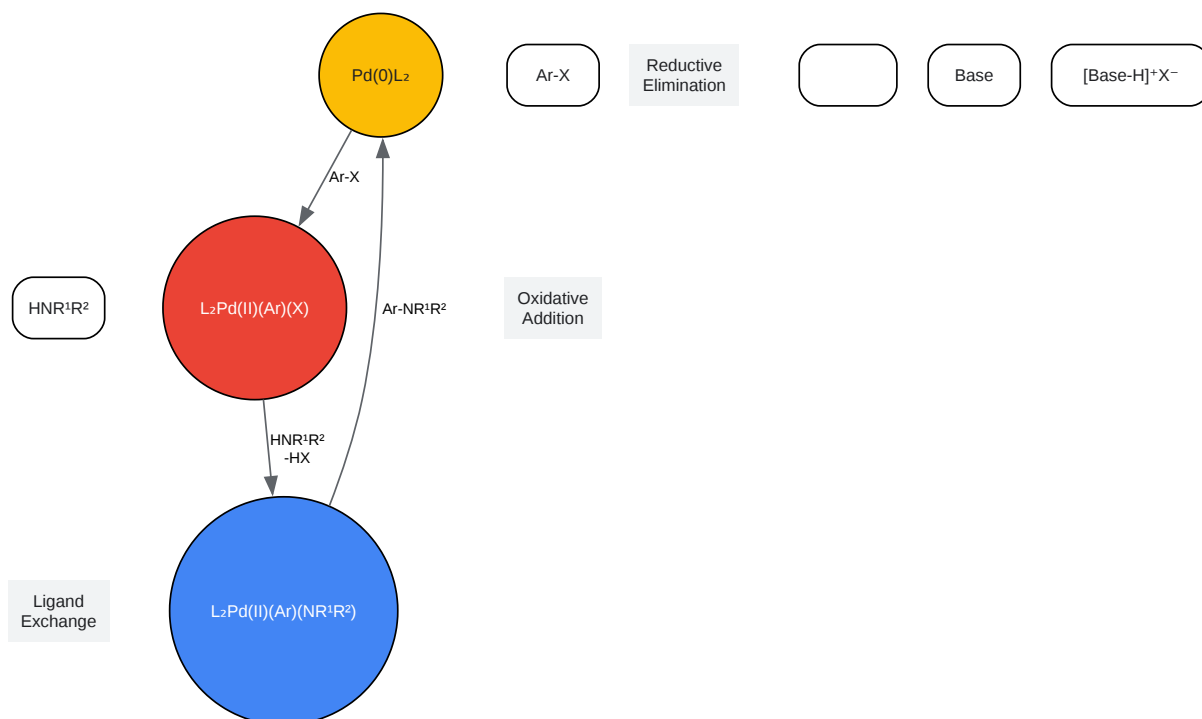 Pd(0)L₂
Ar-X
Reductive
Elimination
Base
[Base-H]⁺X⁻
Ar-X
HNR¹R²
L₂Pd(II)(Ar)(X)
Ar-NR¹R²
Oxidative
Addition
HNR¹R²
-HX
Ligand
Exchange
L₂Pd(II)(Ar)(NR¹R²)